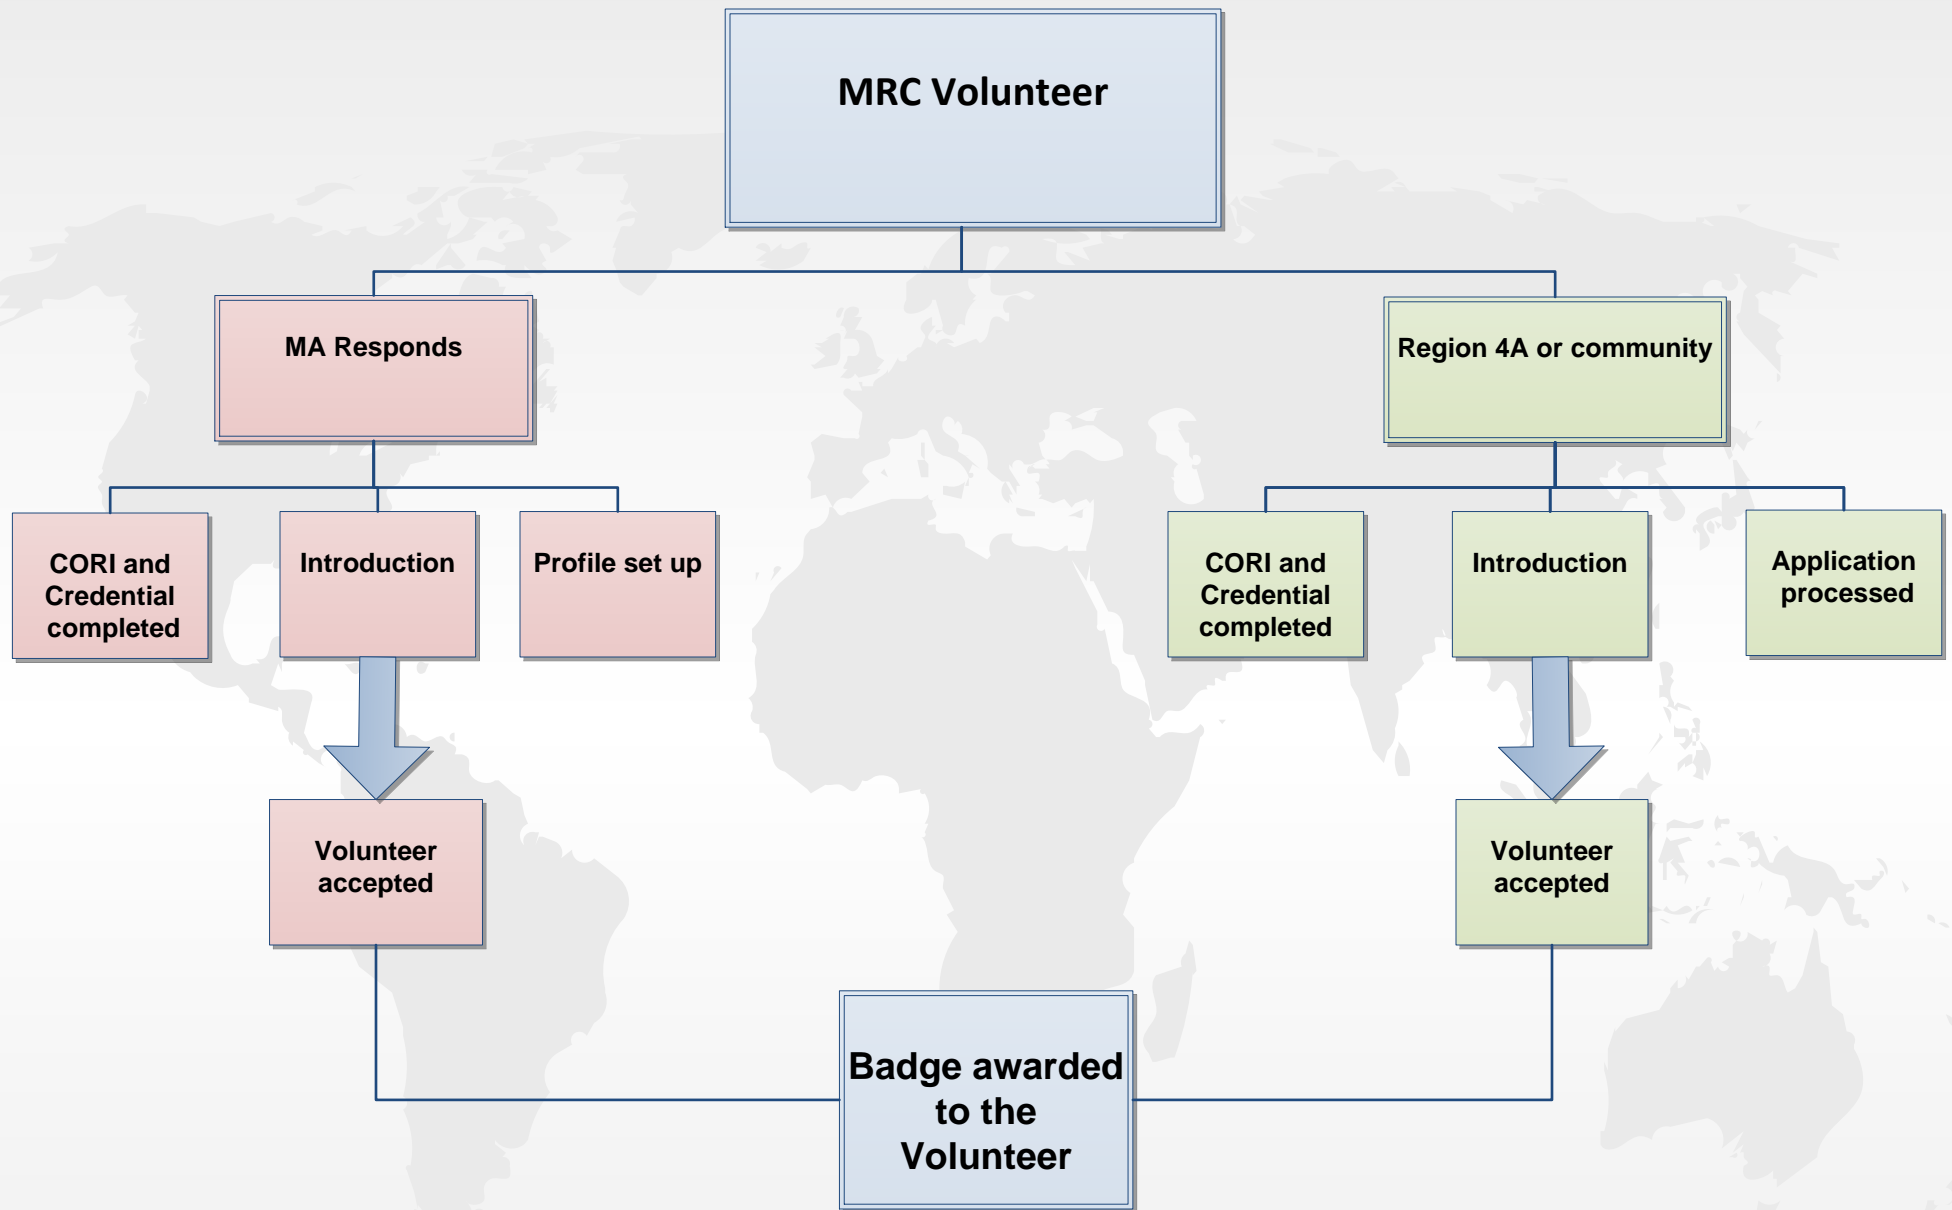 MRC Volunteer
MA Responds
Region 4A or community
CORI and
Credential
completed
Introduction
Profile set up
CORI and
Credential
completed
Introduction
Application
processed
Volunteer
accepted
Volunteer
accepted
Badge awarded
to the
Volunteer